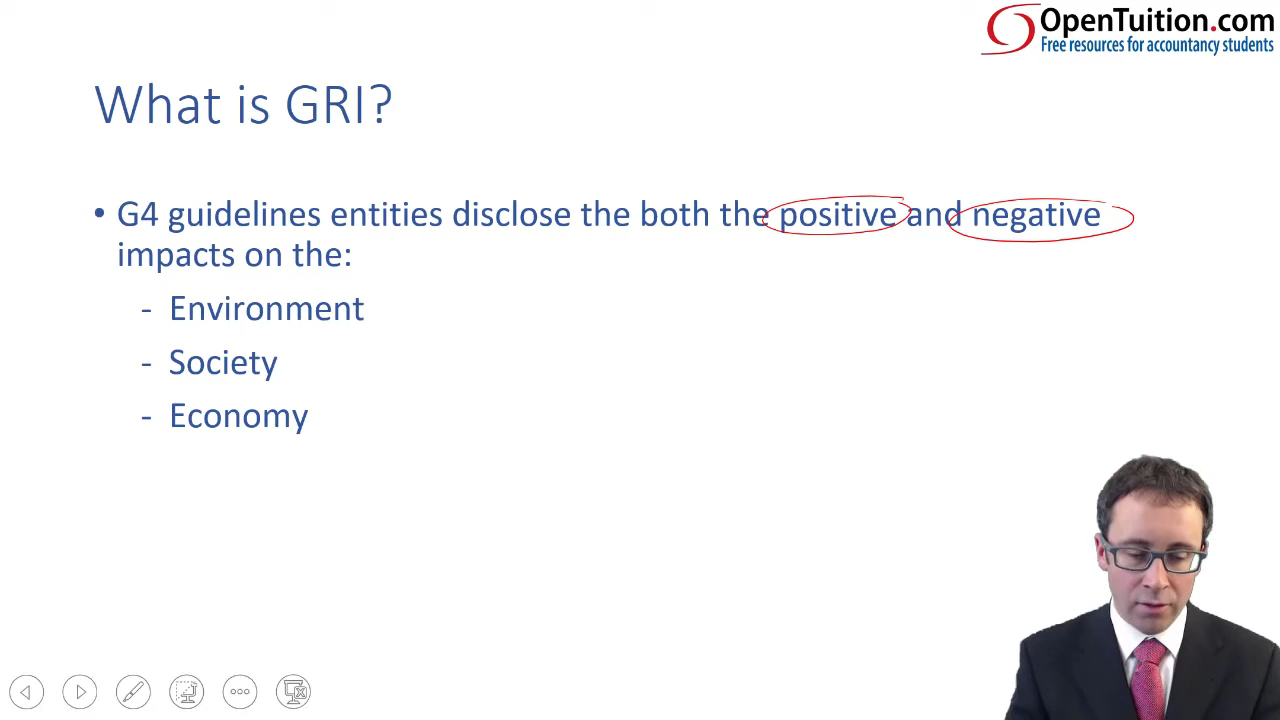 OpenTuition.com
Free resources for accountancy students
What is GRI?
• G4 guidelines entities disclose the both the positive and negative
impacts on the:
- Environment
- Society
- Economy